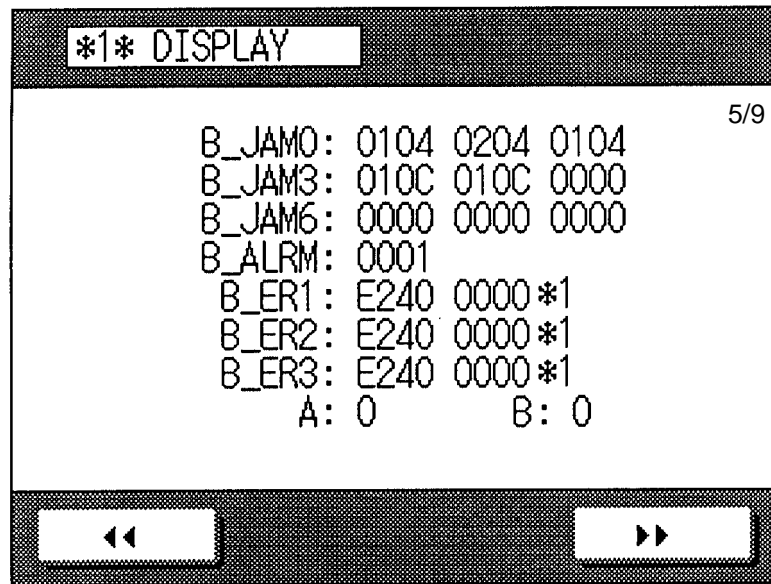 *1* DISPLAY
5/9
B_JAM0: 0104 0204 0104
B_JAM3: 010C 010C 0000
B_JAM6: 0000 0000 0000
B_ALRM: 0001
B_ER1: E240 0000*1
B_ER2: E240 0000*1
B_ER3: E240 0000*1
A: 0 B: 0